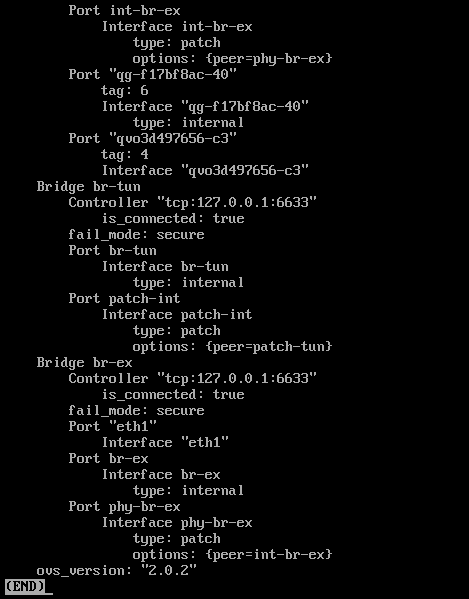 Port int-br-ex
Interface int-br-ex
type: patch
options: {peer=phy-br-ex}
Port "qg-f17bf8ac-40"
tag: 6
Interface "qg-f17bf8ac-40"
type: internal
Port "qvo3d497656-c3"
tag: 4
Interface "qvo3d497656-c3"
Bridge br-tun
Controller "tcp:127.0.0.1:6633"
is_connected: true
fail_mode: secure
Port br-tun
Interface br-tun
type: internal
Port patch-int
Interface patch-int
type: patch
options: {peer=patch-tun}
Bridge br-ex
Controller "tcp:127.0.0.1:6633"
is_connected: true
fail_mode: secure
Port "eth1"
Interface "eth1"
Port br-ex
Interface br-ex
type: internal
Port phy-br-ex
Interface phy-br-ex
type: patch
options: {peer=int-br-ex}
ovs_version: "2.0.2"
(END)